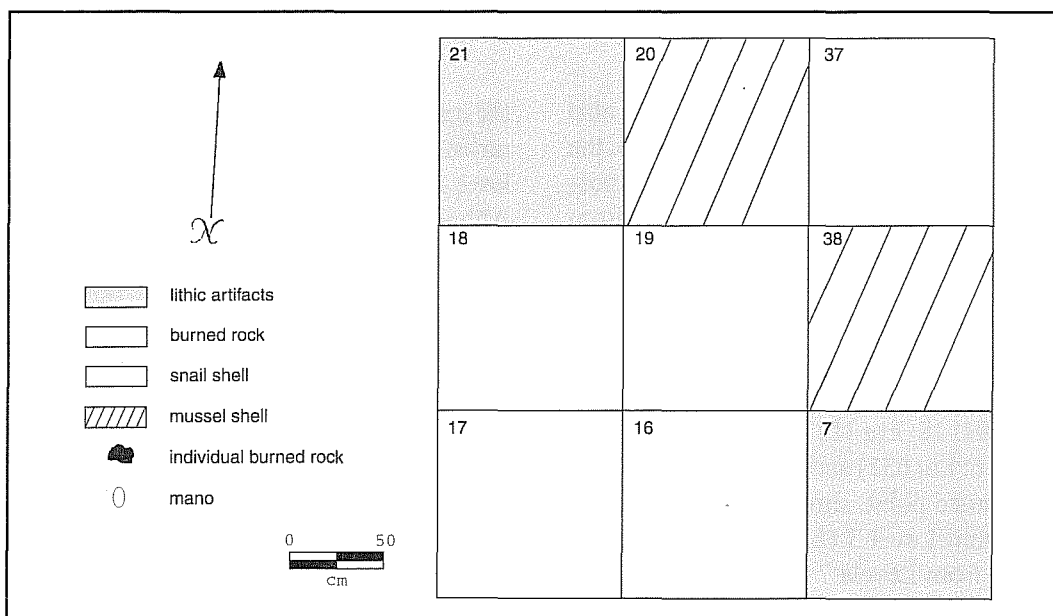 21 20 37
18 19 38
17 16 7
N
lithic artifacts
burned rock
snail shell
mussel shell
individual burned rock
mano
0 50
cm